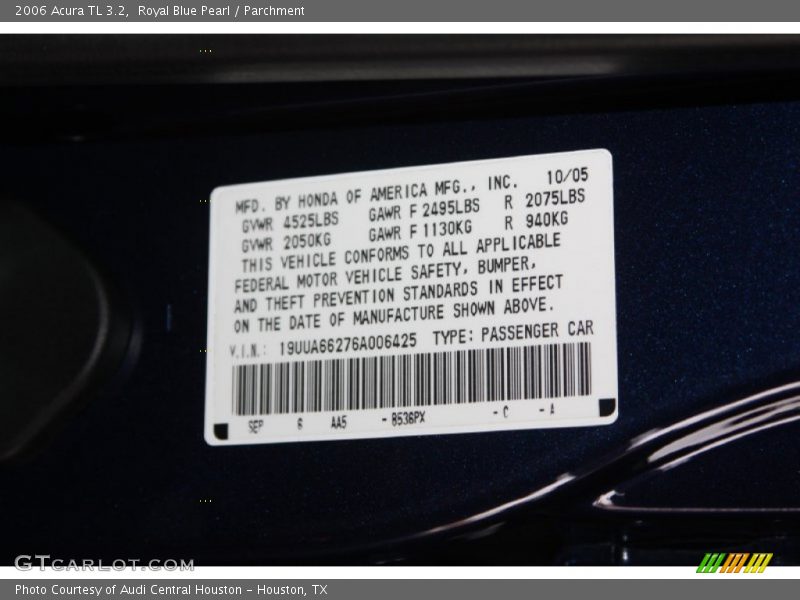 2006 Acura TL 3.2,  Royal Blue Pearl / Parchment
MFD. BY HONDA OF AMERICA MFG., INC. 10/05
GVWR 4525LBS GAWR F 2495LBS R 2075LBS
GVWR 2050KG GAWR F 1130KG R 940KG
THIS VEHICLE CONFORMS TO ALL APPLICABLE
FEDERAL MOTOR VEHICLE SAFETY, BUMPER,
AND THEFT PREVENTION STANDARDS IN EFFECT
ON THE DATE OF MANUFACTURE SHOWN ABOVE.
V.I.N.: 19UUA66276A006425 TYPE: PASSENGER CAR
SEP 6 AA5 - B536PX - C - A
GTCARLOT.COM
Photo Courtesy of Audi Central Houston - Houston, TX